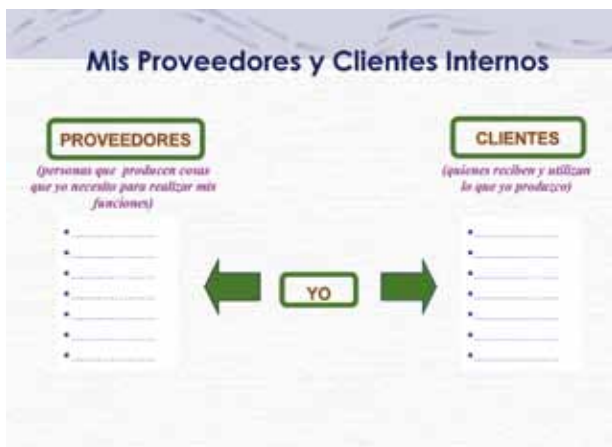 Mis Proveedores y Clientes Internos
PROVEEDORES
(personas que producen cosas
que yo necesito para realizar mis
funciones)
YO
CLIENTES
(quienes reciben y utilizan
lo que yo produzco)